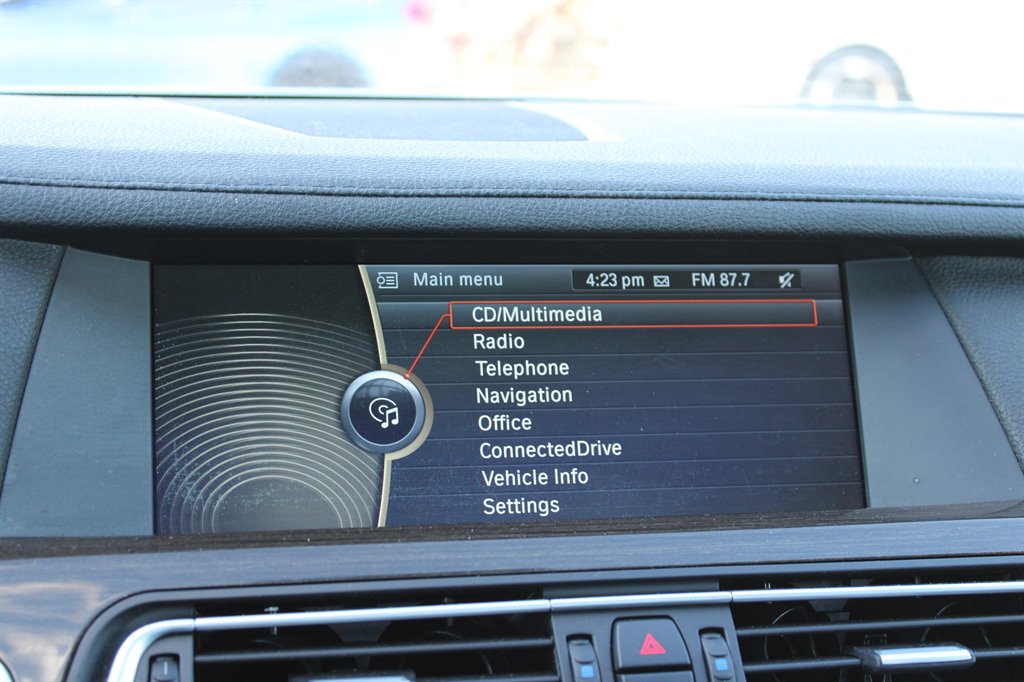 Main menu 4:23 pm FM 87.7
CD/Multimedia
Radio
Telephone
Navigation
Office
ConnectedDrive
Vehicle Info
Settings